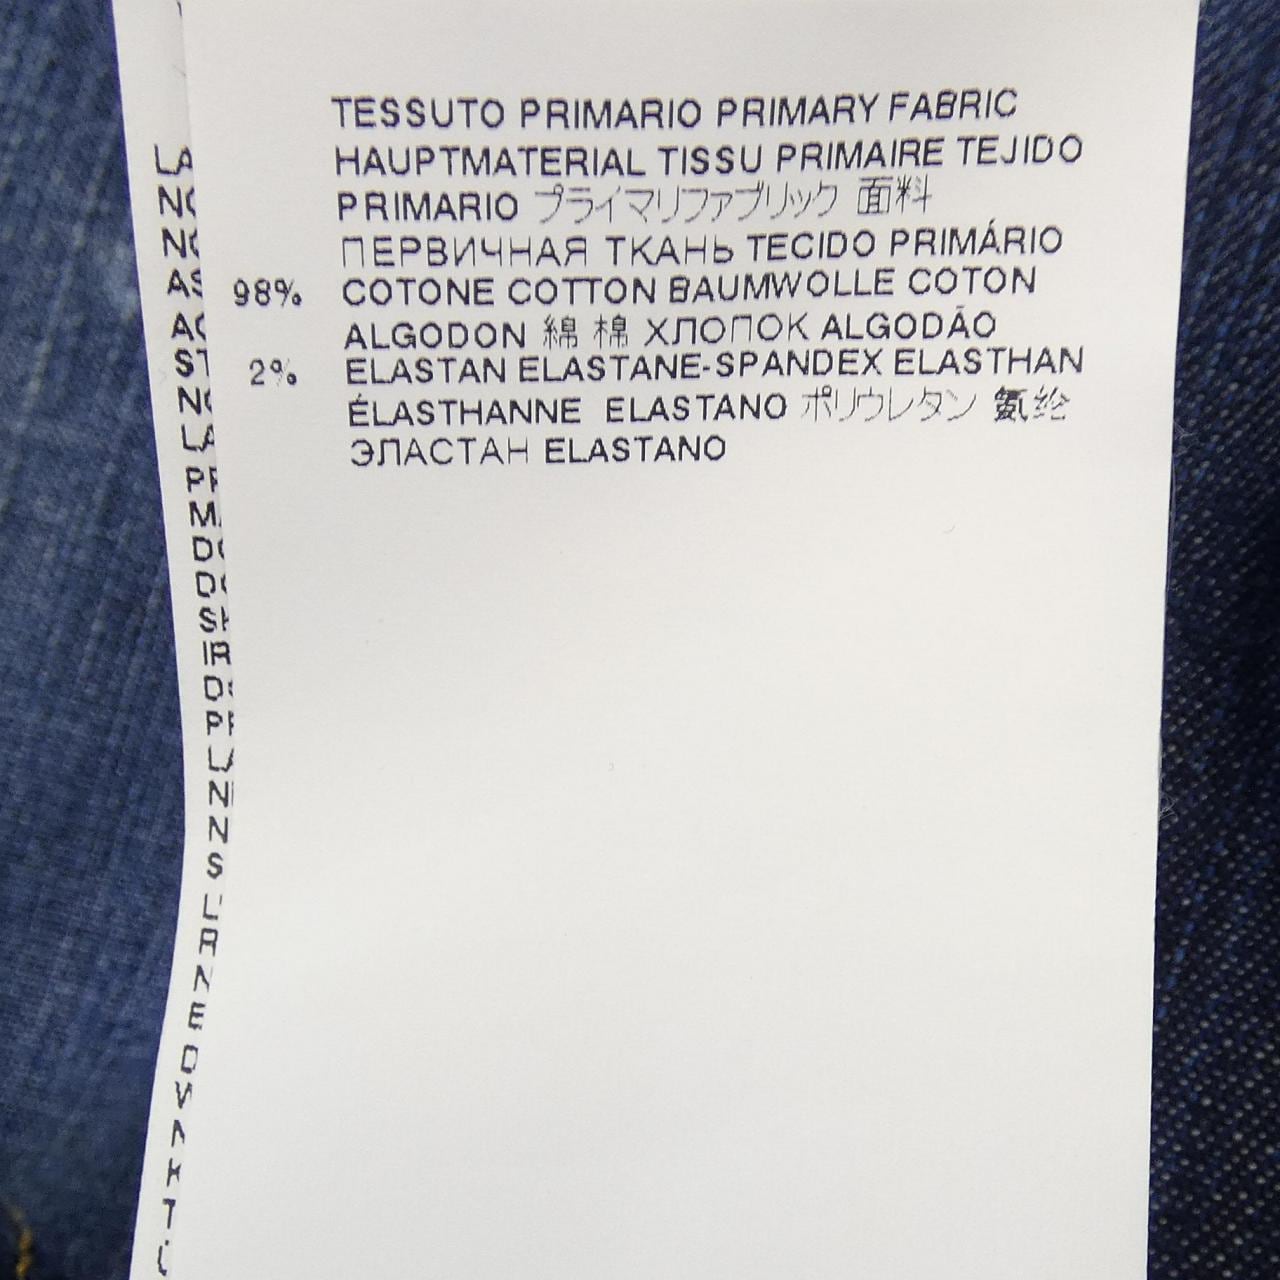 TESSUTO PRIMARIO PRIMARY FABRIC
HAUPTMATERIAL TISSU PRIMAIRE TEJIDO
PRIMARIO プライマリファブリック 面料
ПЕРВИЧНАЯ ТКАНЬ TECIDO PRIMÁRIO
98% COTONE COTTON BAUMWOLLE COTON
ALGODON 綿 棉 ХЛОПОК ALGODÃO
2% ELASTAN ELASTANE-SPANDEX ELASTHAN
ÉLASTHANNE ELASTANO ポリウレタン 氨纶
ЭЛАСТАН ELASTANO